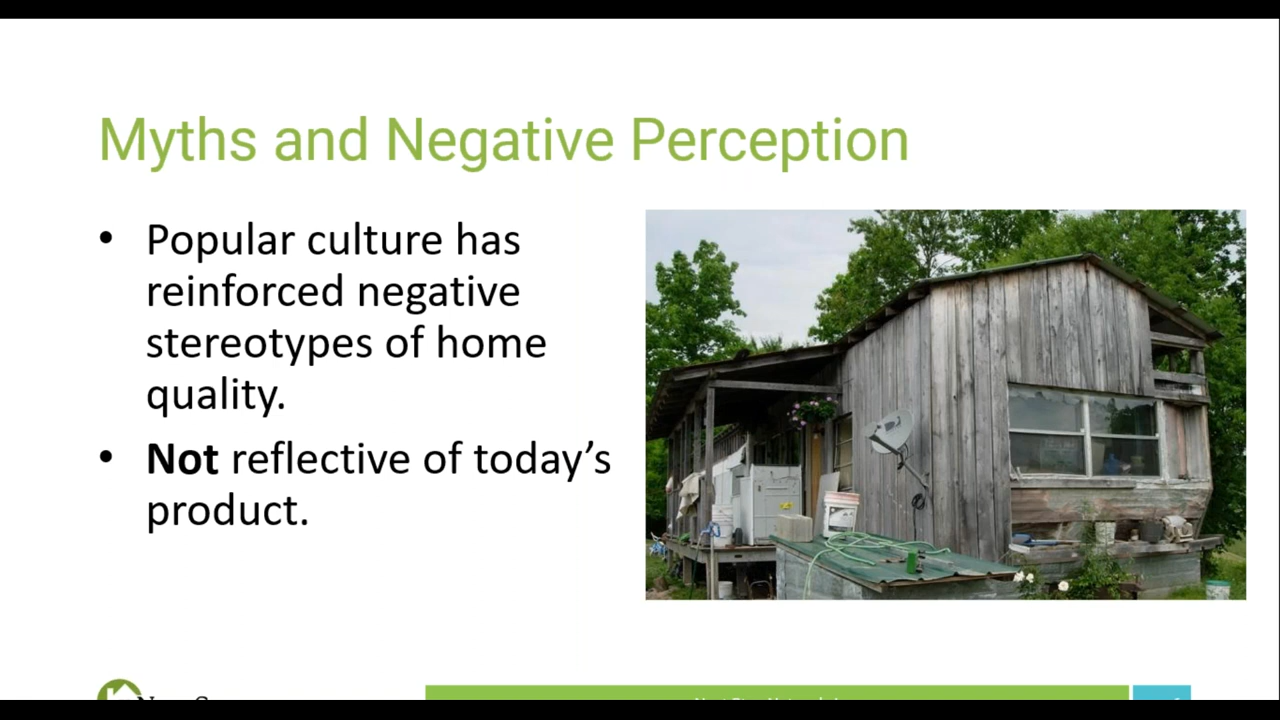 Myths and Negative Perception
• Popular culture has
reinforced negative
stereotypes of home
quality.
• Not reflective of today’s
product.